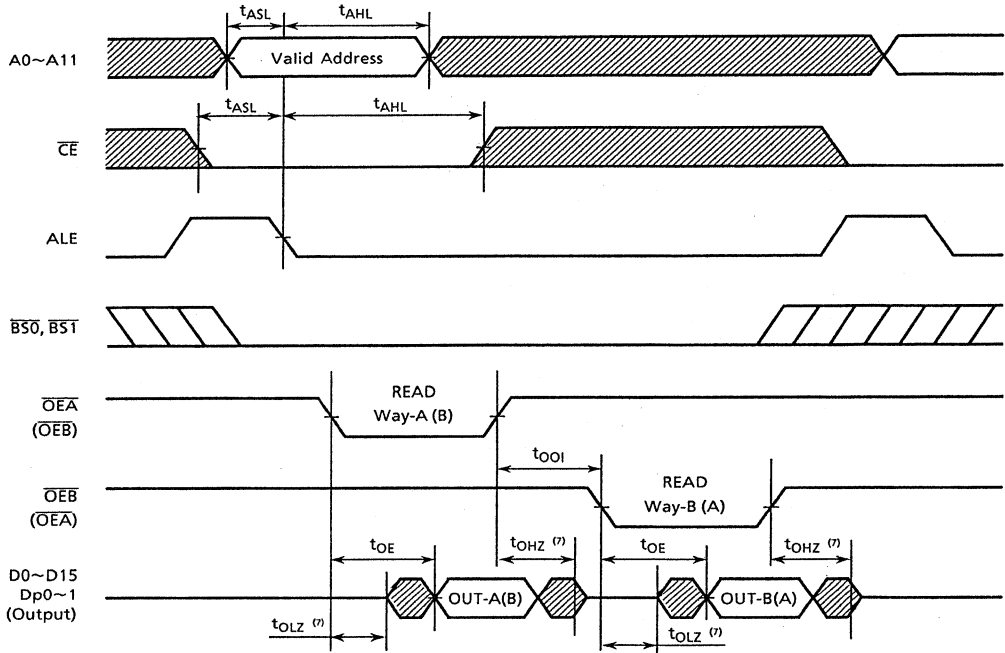 tASL tAHL
A0~A11 Valid Address
tASL tAHL
CE
ALE
BS0, BS1
OEA
(OEB)
READ
Way-A (B)
tOOI
OEB
(OEA)
READ
Way-B (A)
tOE tOHZ (7) tOE tOHZ (7)
D0~D15
Dp0~1
(Output)
OUT-A(B) OUT-B(A)
tOLZ (7) tOLZ (7)